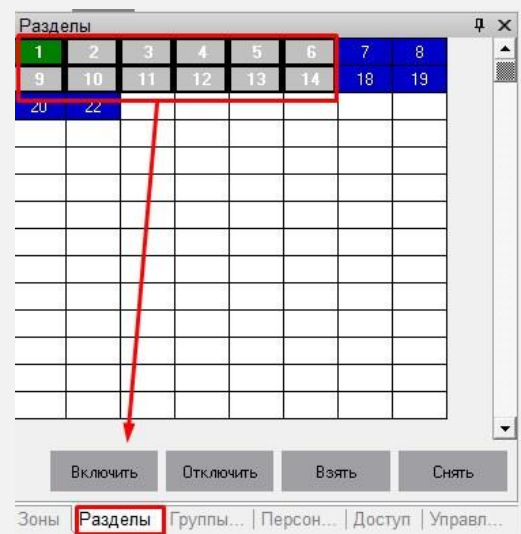 Разделы
1 2 3 4 5 6 7 8
9 10 11 12 13 14 18 19
20 22
Включить Отключить Взять Снять
Зоны Разделы Группы... Персон... Доступ Управл...